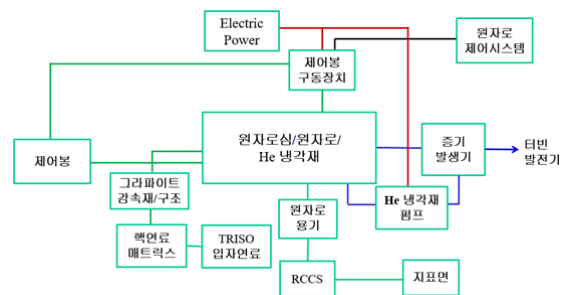 Electric
Power
원자로
제어시스템
제어봉
구동장치
원자로심/원자로/
He 냉각재
증기
발생기
터빈
발전기
제어봉
그라파이트
감속재/구조
원자로
용기
He 냉각재
펌프
핵연료
매트릭스
TRISO
입자연료
RCCS
지표면